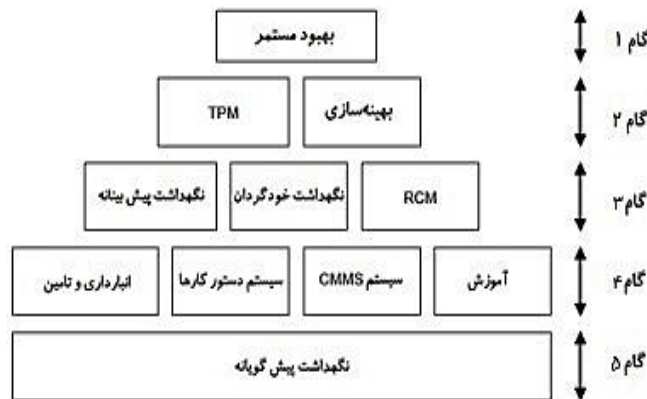 بهبود مستمر
گام ۱
بهینه‌سازی
TPM
گام ۲
RCM
نگهداشت خودگردان
نگهداشت پیش بینانه
گام ۳
آموزش
سیستم CMMS
سیستم دستور کارها
انبارداری و تامین
گام ۴
نگهداشت پیش گویانه
گام ۵